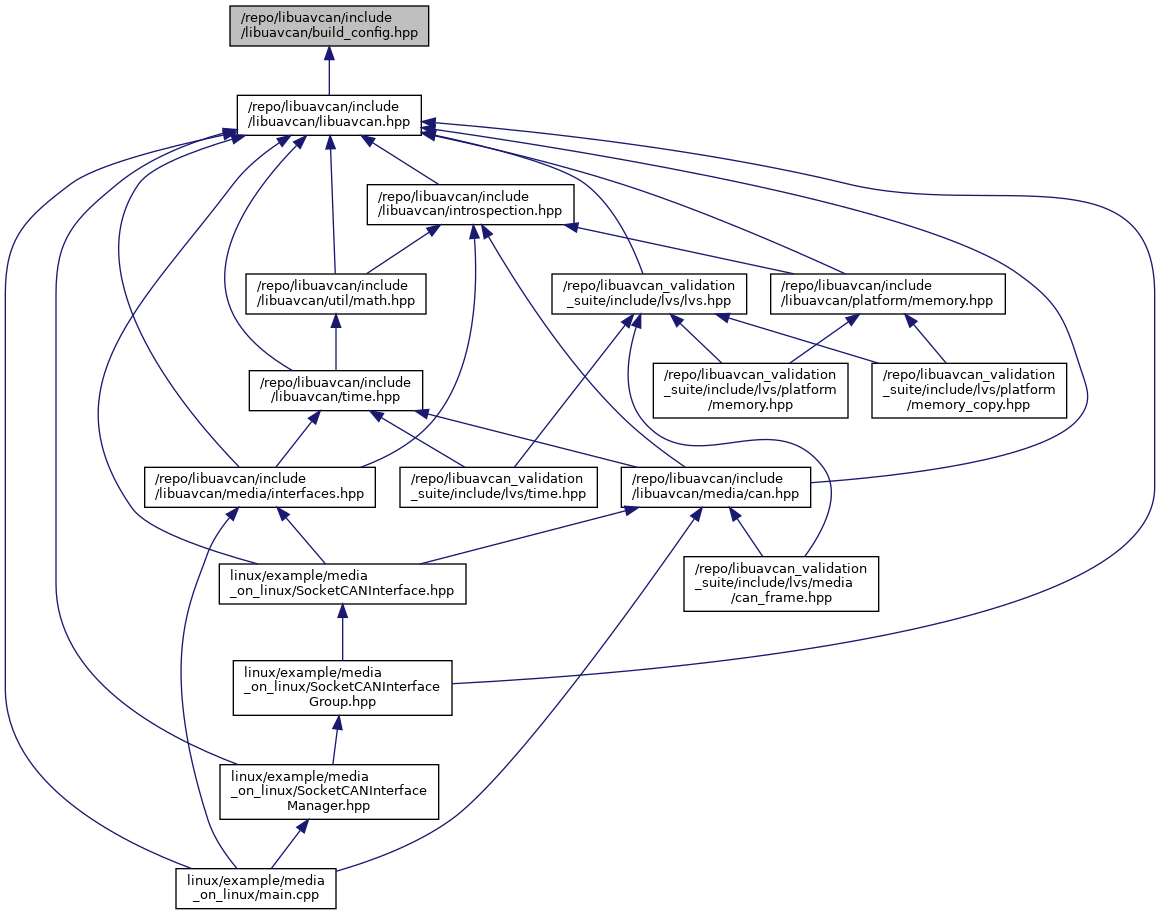 /repo/libuavcan/include
/libuavcan/build_config.hpp
/repo/libuavcan/include
/libuavcan/libuavcan.hpp
/repo/libuavcan/include
/libuavcan/introspection.hpp
/repo/libuavcan/include
/libuavcan/util/math.hpp
/repo/libuavcan_validation
_suite/include/lvs/lvs.hpp
/repo/libuavcan/include
/libuavcan/platform/memory.hpp
/repo/libuavcan/include
/libuavcan/time.hpp
/repo/libuavcan_validation
_suite/include/lvs/platform
/memory.hpp
/repo/libuavcan_validation
_suite/include/lvs/platform
/memory_copy.hpp
/repo/libuavcan/include
/libuavcan/media/interfaces.hpp
/repo/libuavcan_validation
_suite/include/lvs/time.hpp
/repo/libuavcan/include
/libuavcan/media/can.hpp
linux/example/media
_on_linux/SocketCANInterface.hpp
/repo/libuavcan_validation
_suite/include/lvs/media
/can_frame.hpp
linux/example/media
_on_linux/SocketCANInterface
Group.hpp
linux/example/media
_on_linux/SocketCANInterface
Manager.hpp
linux/example/media
_on_linux/main.cpp